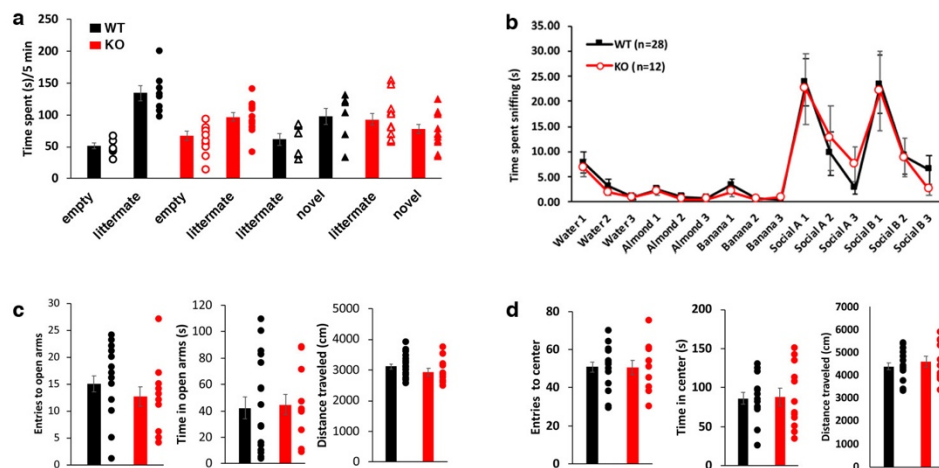 a
WT
KO
Time spent (s)/5 min
250
200
150
100
50
0
empty
littermate
empty
littermate
littermate
novel
littermate
novel
b
WT (n=28)
KO (n=12)
Time spent sniffing (s)
35.00
30.00
25.00
20.00
15.00
10.00
5.00
0.00
Water 1
Water 2
Water 3
Almond 1
Almond 2
Almond 3
Banana 1
Banana 2
Banana 3
Social A 1
Social A 2
Social A 3
Social B 1
Social B 2
Social B 3
c
Entries to open arms
30
25
20
15
10
5
0
Time in open arms (s)
120
100
80
60
40
20
0
Distance traveled (cm)
5000
4000
3000
2000
1000
0
d
Entries to center
80
60
40
20
0
Time in center (s)
200
150
100
50
0
Distance traveled (cm)
7000
6000
5000
4000
3000
2000
1000
0